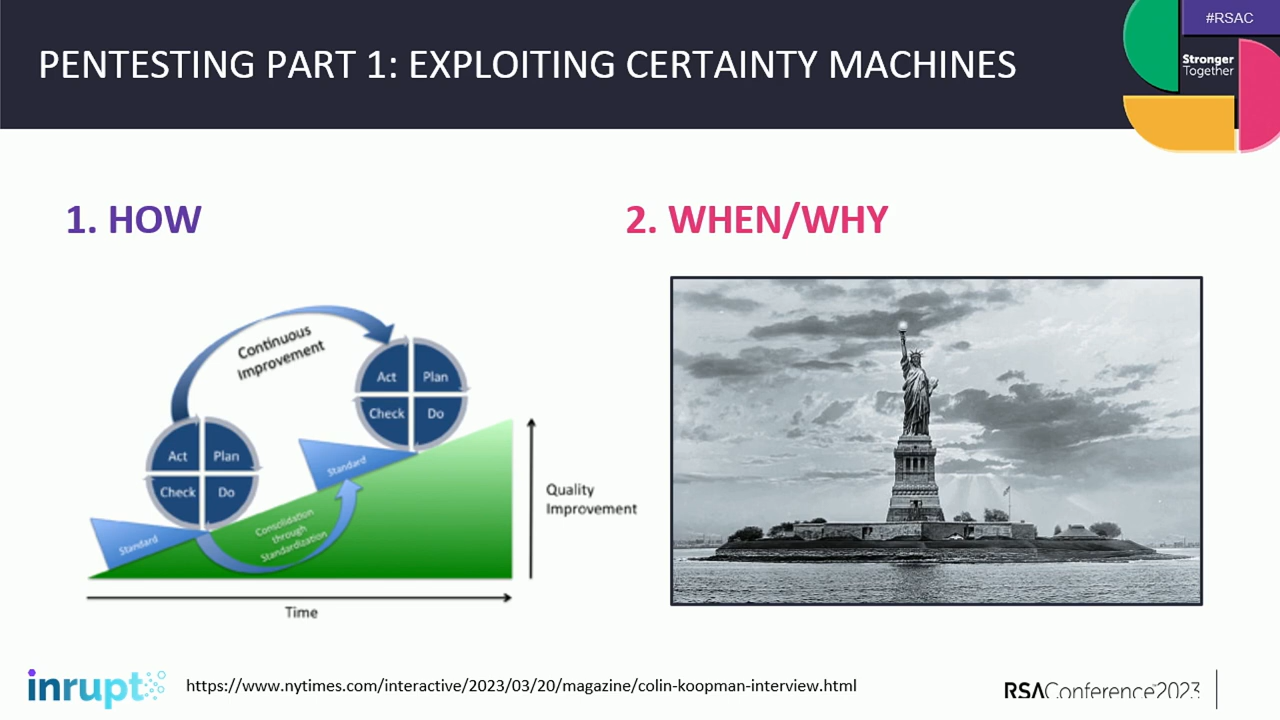 #RSAC
PENTESTING PART 1: EXPLOITING CERTAINTY MACHINES
Stronger
Together
1. HOW
2. WHEN/WHY
Continuous
Improvement
Act
Plan
Check
Do
Act
Plan
Check
Do
Standard
Standard
Consolidation
through
Standardization
Quality
Improvement
Time
inrupt
https://www.nytimes.com/interactive/2023/03/20/magazine/colin-koopman-interview.html
RSAConference™2023